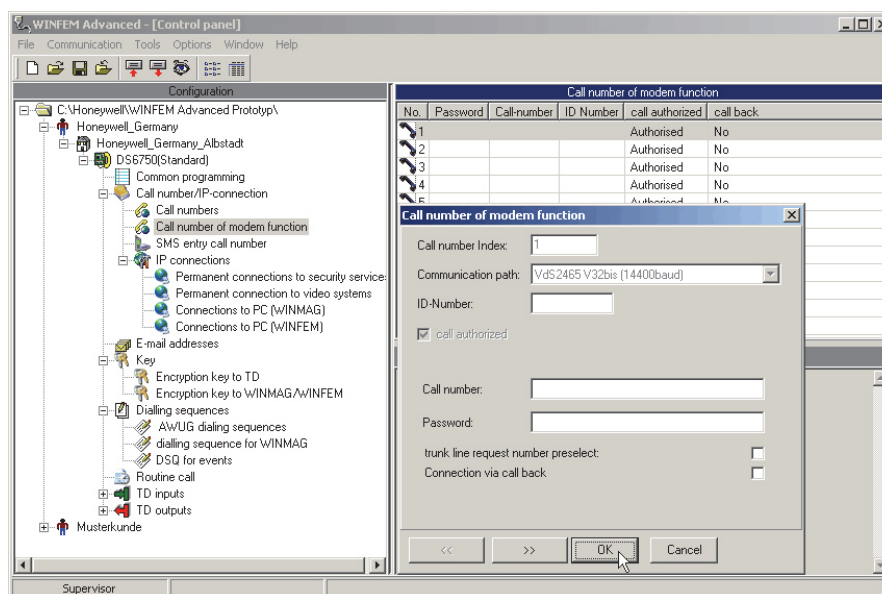 WINFEM Advanced - [Control panel]
File Communication Tools Options Window Help
Configuration
C:\Honeywell\WINFEM Advanced Prototyp\
Honeywell_Germany
Honeywell_Germany_Albstadt
DS6750(Standard)
Common programming
Call number/IP-connection
Call numbers
Call number of modem function
SMS entry call number
IP connections
Permanent connections to security service
Permanent connection to video systems
Connections to PC (WINMAG)
Connections to PC (WINFEM)
E-mail addresses
Key
Encryption key to TD
Encryption key to WINMAG/WINFEM
Dialling sequences
AWUG dialing sequences
dialling sequence for WINMAG
DSQ for events
Routine call
TD inputs
TD outputs
Musterkunde
Call number of modem function
No. Password Call-number ID Number call authorized call back
1 Authorised No
2 Authorised No
3 Authorised No
4 Authorised No
5 Authorised No
Call number of modem function
Call number Index: 1
Communication path: VdS2465 V32bis (14400baud)
ID-Number:
call authorized
Call number:
Password:
trunk line request number preselect:
Connection via call back
<< >> OK Cancel
Supervisor